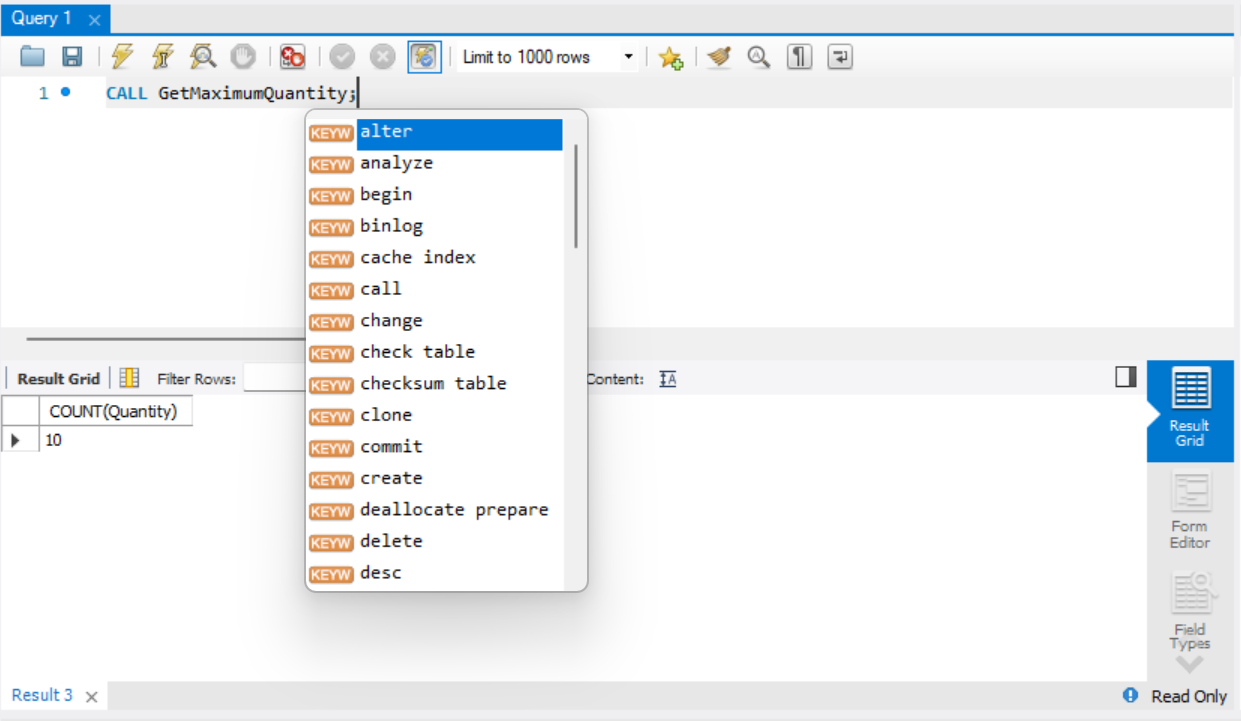 Query 1
Limit to 1000 rows
1 CALL GetMaximumQuantity;
KEYW alter
KEYW analyze
KEYW begin
KEYW binlog
KEYW cache index
KEYW call
KEYW change
KEYW check table
KEYW checksum table
KEYW clone
KEYW commit
KEYW create
KEYW deallocate prepare
KEYW delete
KEYW desc
Result Grid Filter Rows: Content: IA
COUNT(Quantity)
10
Result
Grid
Form
Editor
Field
Types
Result 3 Read Only